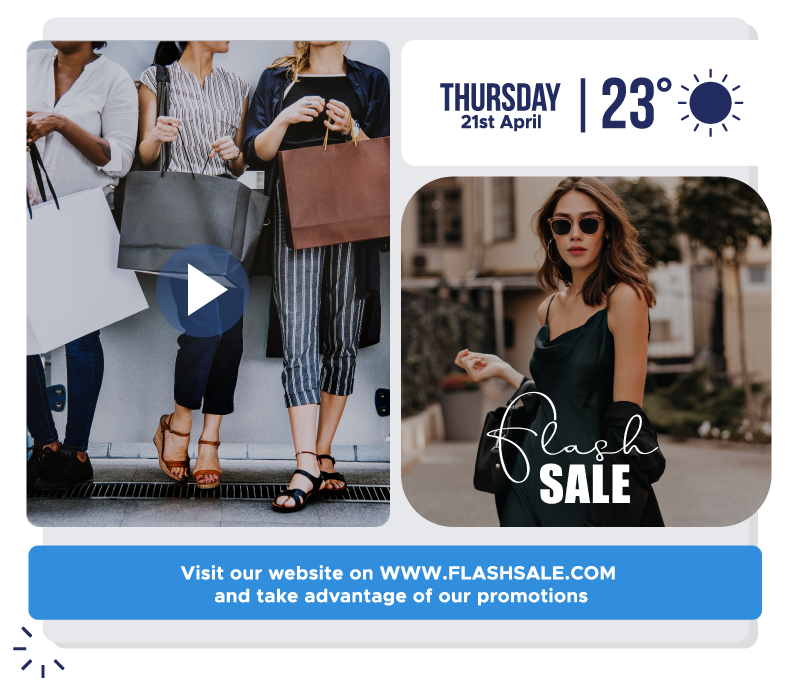 THURSDAY
21st April
23°
Flash
SALE
Visit our website on WWW.FLASHSALE.COM
and take advantage of our promotions